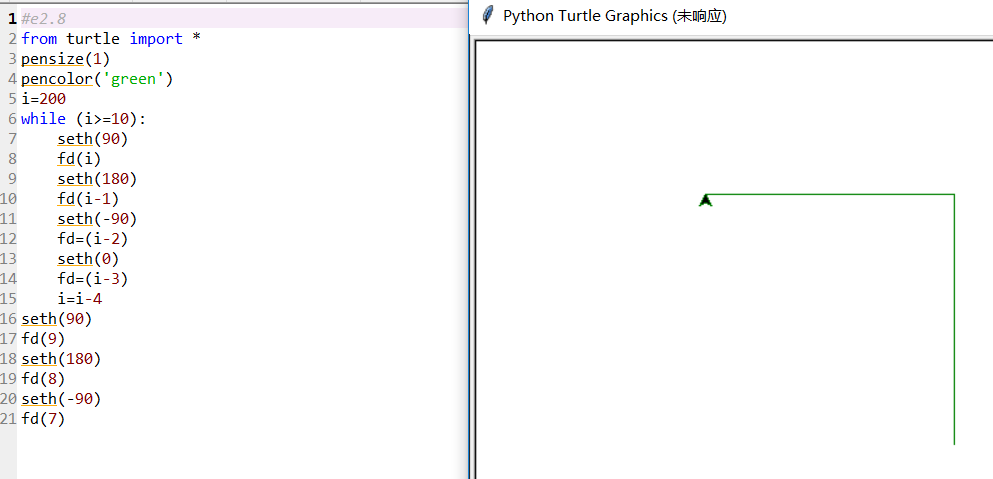 1 #e2.8
2 from turtle import *
3 pensize(1)
4 pencolor('green')
5 i=200
6 while (i>=10):
7     seth(90)
8     fd(i)
9     seth(180)
10     fd(i-1)
11     seth(-90)
12     fd=(i-2)
13     seth(0)
14     fd=(i-3)
15     i=i-4
16 seth(90)
17 fd(9)
18 seth(180)
19 fd(8)
20 seth(-90)
21 fd(7)
Python Turtle Graphics (未响应)